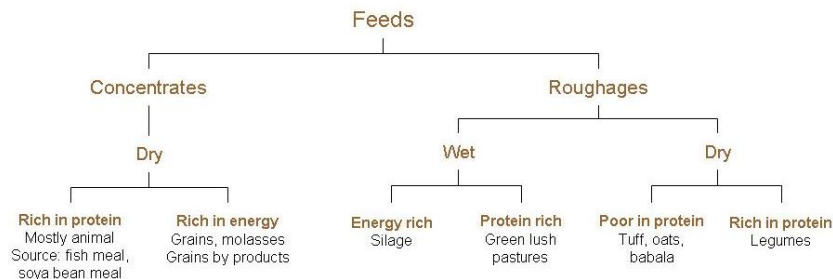 Feeds
Concentrates
Roughages
Dry
Wet
Dry
Rich in protein
Mostly animal
Source: fish meal,
soya bean meal
Rich in energy
Grains, molasses
Grains by products
Energy rich
Silage
Protein rich
Green lush
pastures
Poor in protein
Tuff, oats,
babala
Rich in protein
Legumes